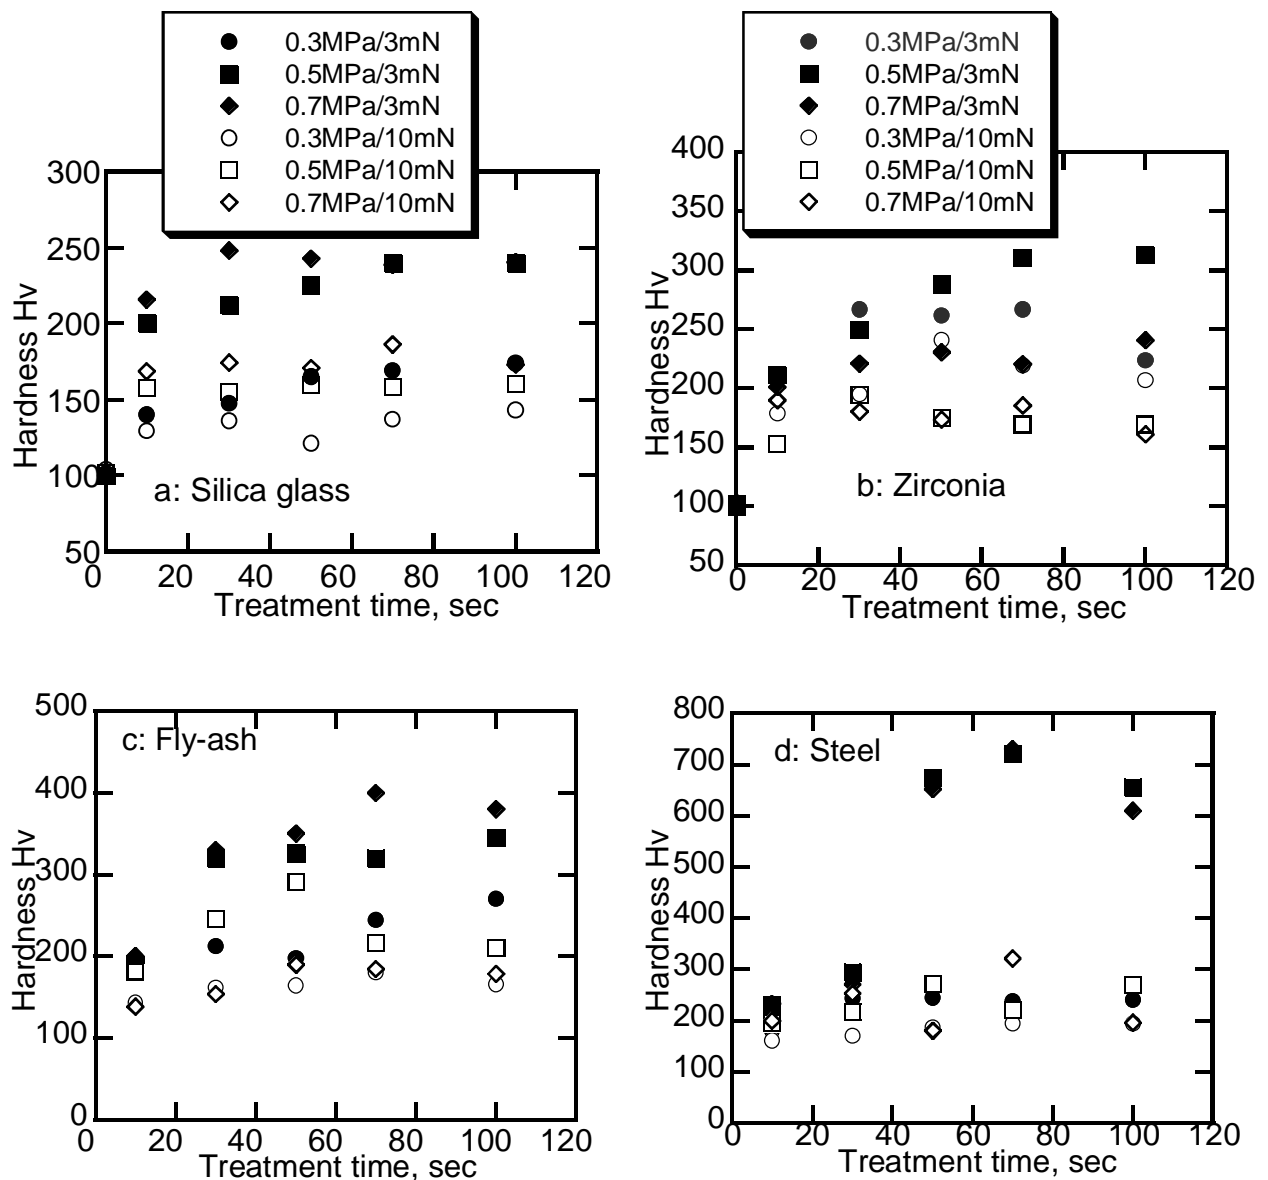 0.3MPa/3mN
0.5MPa/3mN
0.7MPa/3mN
0.3MPa/10mN
0.5MPa/10mN
0.7MPa/10mN
300
250
200
150
100
50
Hardness Hv
a: Silica glass
0 20 40 60 80 100 120
Treatment time, sec
0.3MPa/3mN
0.5MPa/3mN
0.7MPa/3mN
0.3MPa/10mN
0.5MPa/10mN
0.7MPa/10mN
400
350
300
250
200
150
100
50
Hardness Hv
b: Zirconia
0 20 40 60 80 100 120
Treatment time, sec
500
400
300
200
100
0
Hardness Hv
c: Fly-ash
0 20 40 60 80 100 120
Treatment time, sec
800
700
600
500
400
300
200
100
0
Hardness Hv
d: Steel
0 20 40 60 80 100 120
Treatment time, sec